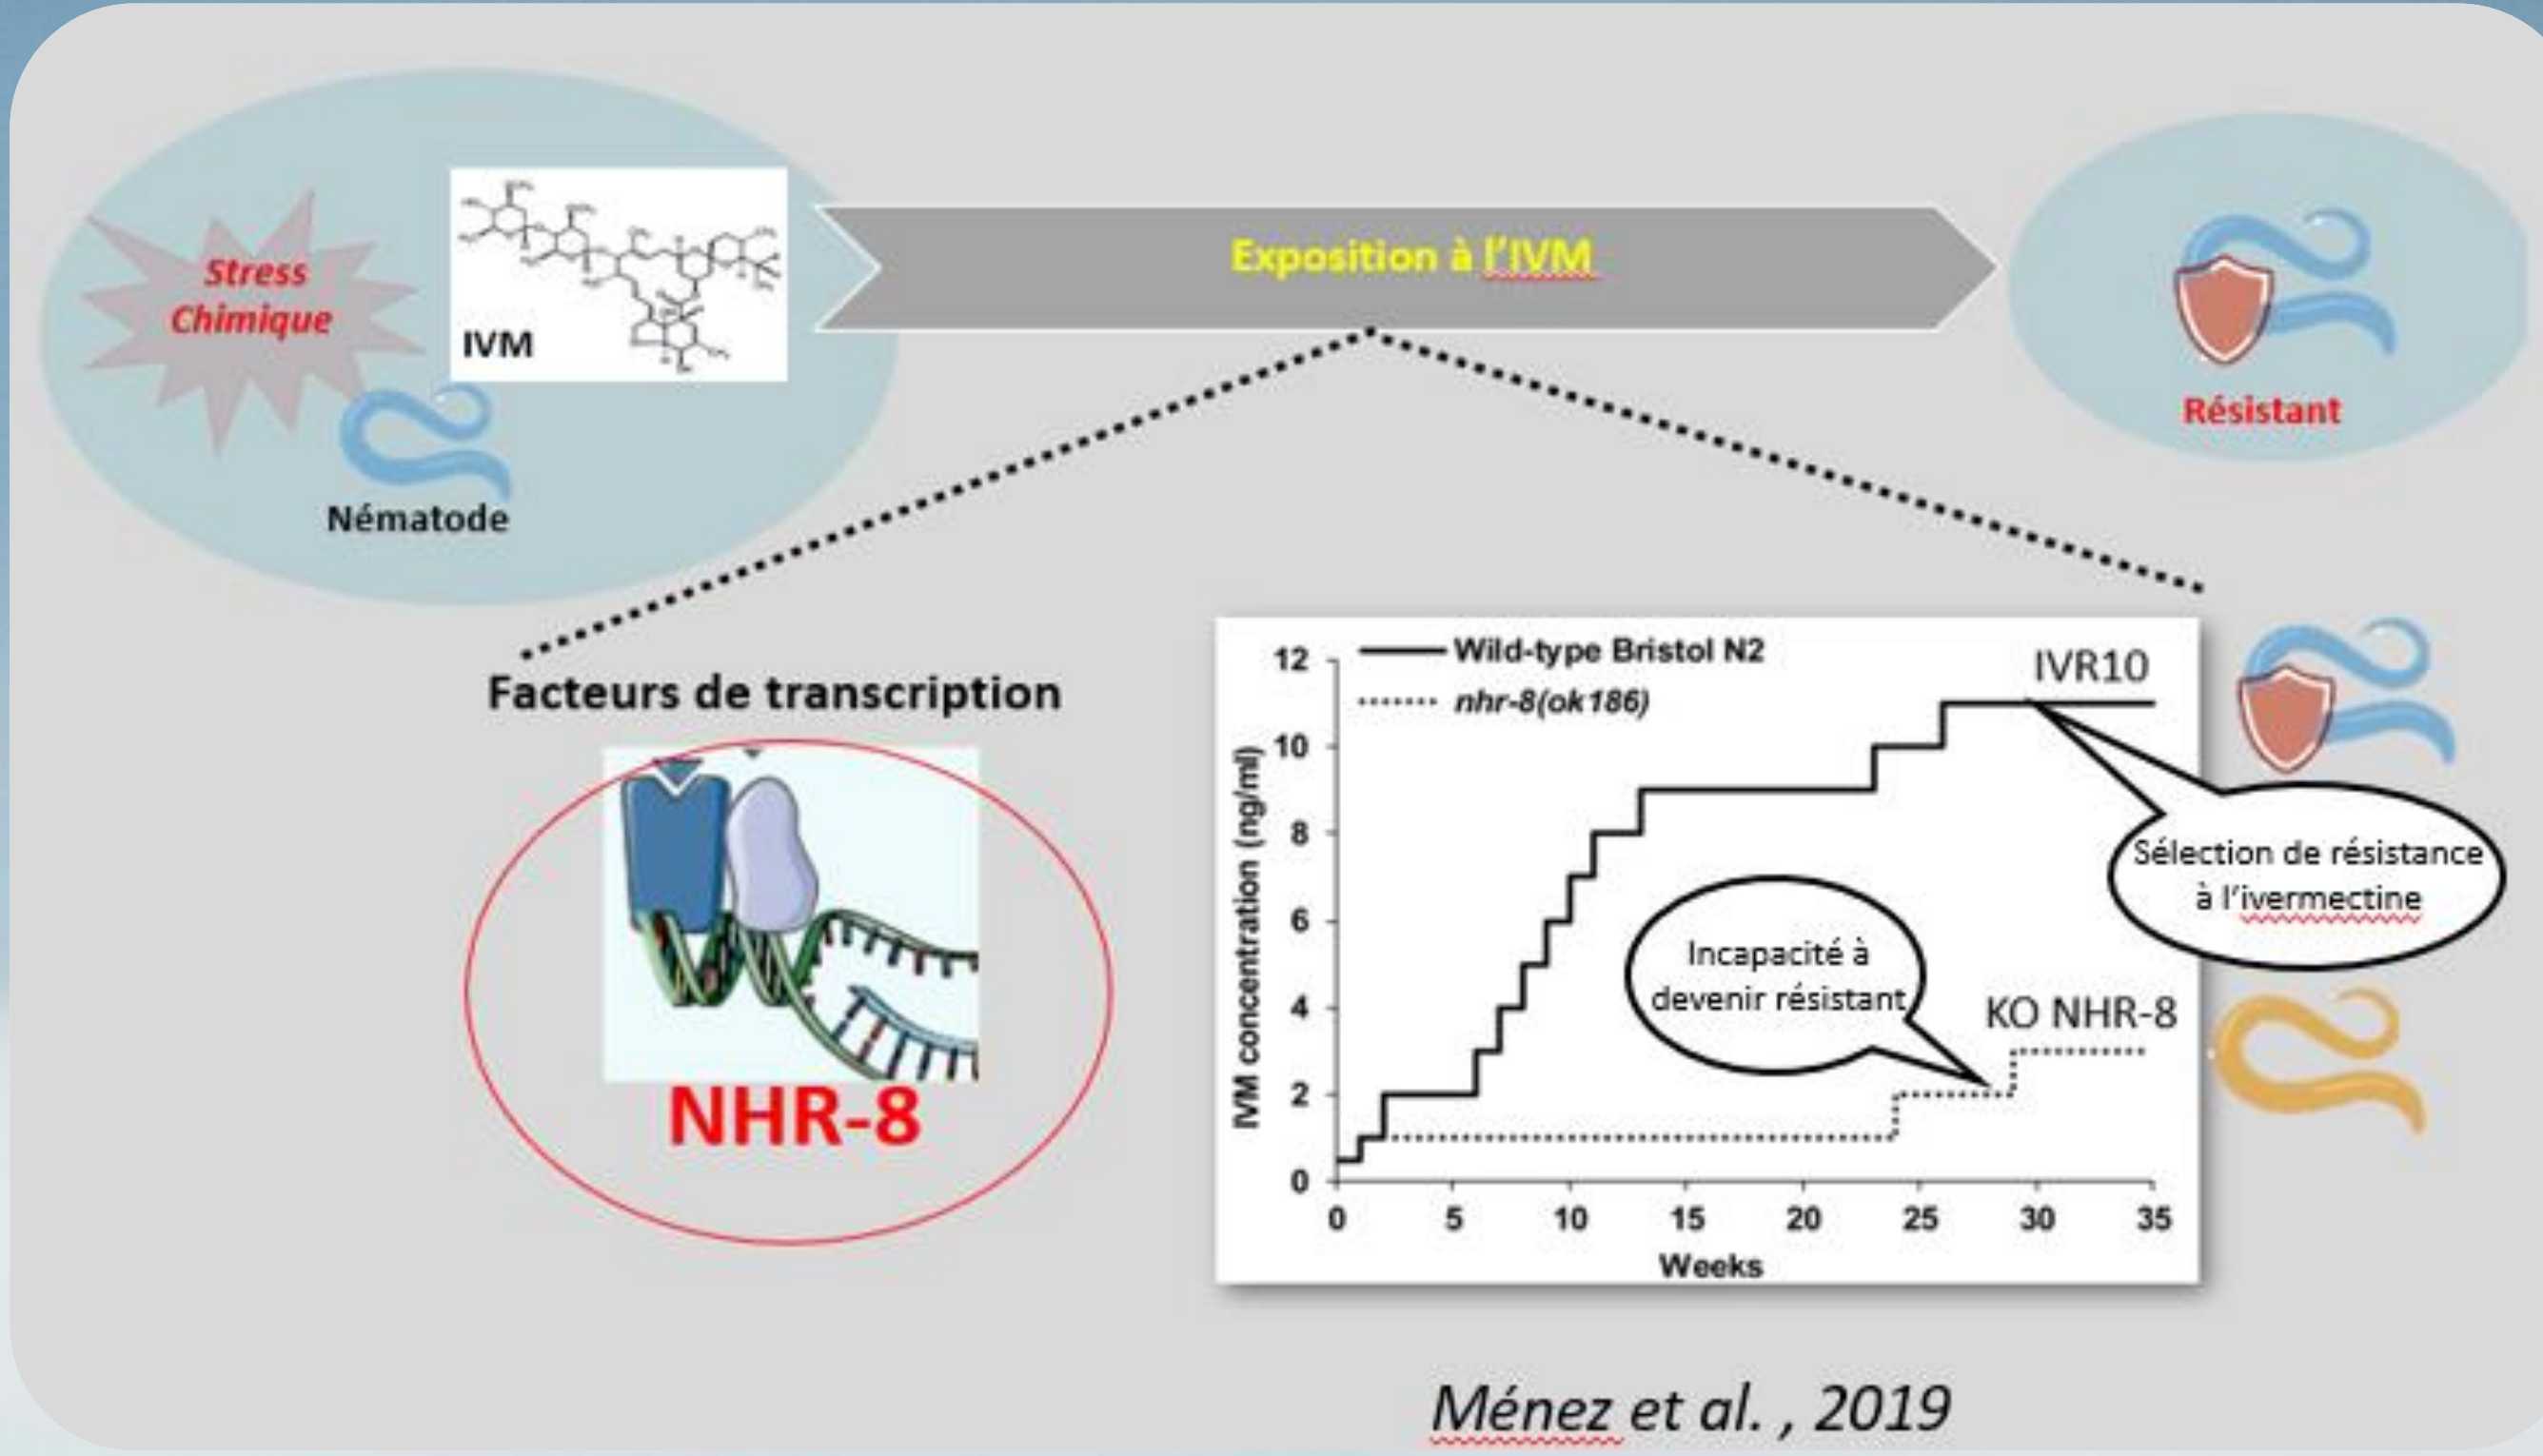 Stress
Chimique
IVM
Nématode
Exposition à l'IVM
Résistant
Facteurs de transcription
NHR-8
Wild-type Bristol N2
nhr-8(ok186)
IVR10
Sélection de résistance
à l'ivermectine
Incapacité à
devenir résistant
KO NHR-8
IVM concentration (ng/ml)
12
10
8
6
4
2
0
0 5 10 15 20 25 30 35
Weeks
Ménez et al. , 2019